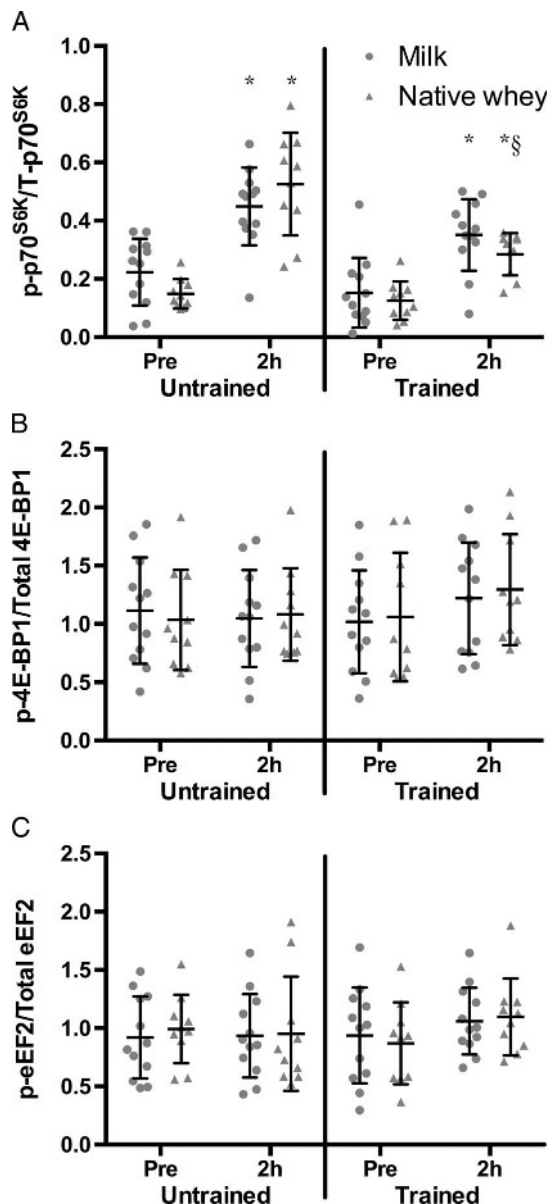 A
p-p70S6K/T-p70S6K
1.0
0.8
0.6
0.4
0.2
0.0
Milk
Native whey
* * * *§
Pre 2h Pre 2h
Untrained Trained
B
p-4E-BP1/Total 4E-BP1
2.5
2.0
1.5
1.0
0.5
0.0
Pre 2h Pre 2h
Untrained Trained
C
p-eEF2/Total eEF2
2.5
2.0
1.5
1.0
0.5
0.0
Pre 2h Pre 2h
Untrained Trained